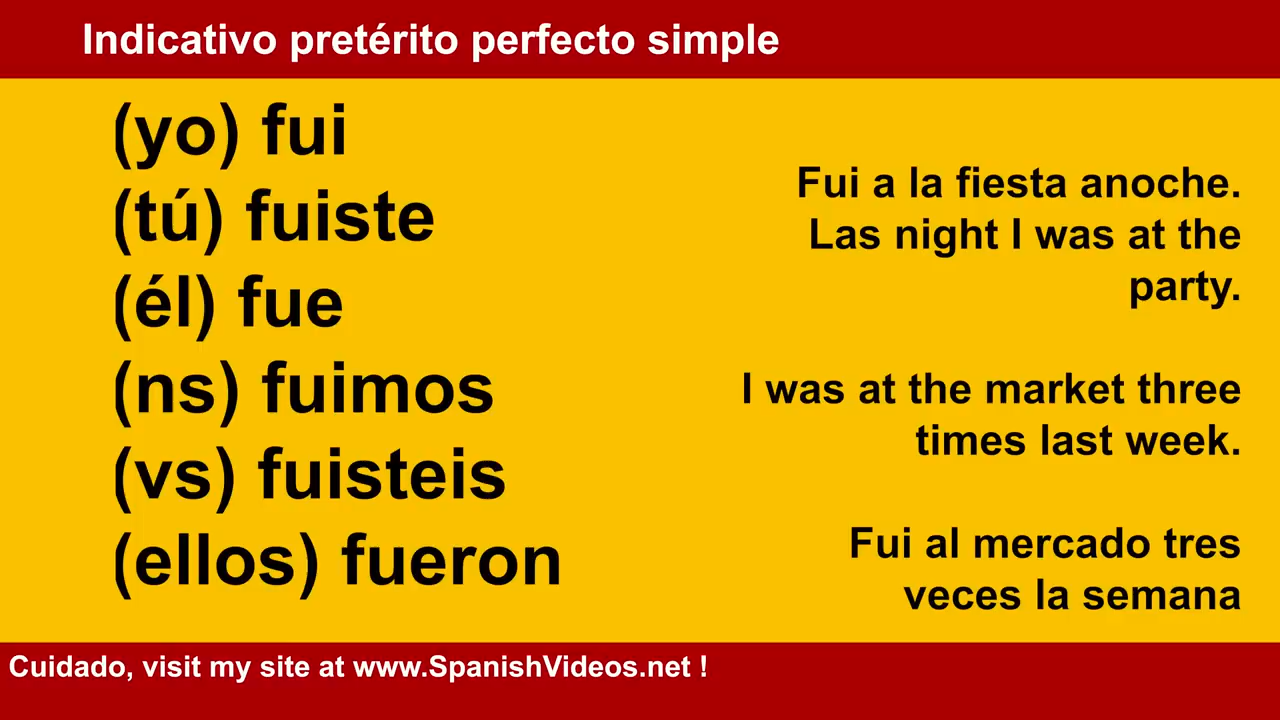 Indicativo pretérito perfecto simple
(yo) fui
(tú) fuiste
(él) fue
(ns) fuimos
(vs) fuisteis
(ellos) fueron
Fui a la fiesta anoche.
Las night I was at the
party.
I was at the market three
times last week.
Fui al mercado tres
veces la semana
Cuidado, visit my site at www.SpanishVideos.net !